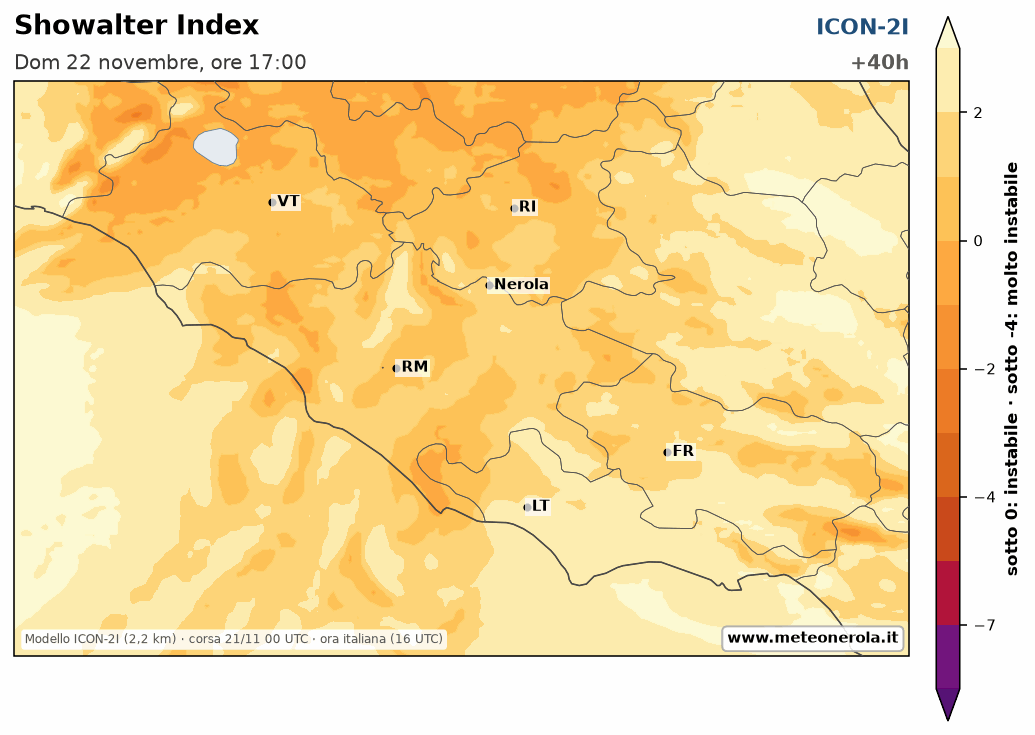 Showalter Index
ICON-2I
Dom 22 novembre, ore 17:00
+40h
VT
RI
Nerola
RM
FR
LT
Modello ICON-2I (2,2 km) · corsa 21/11 00 UTC · ora italiana (16 UTC)
www.meteonerola.it
2
0
−2
−4
−7
sotto 0: instabile · sotto -4: molto instabile